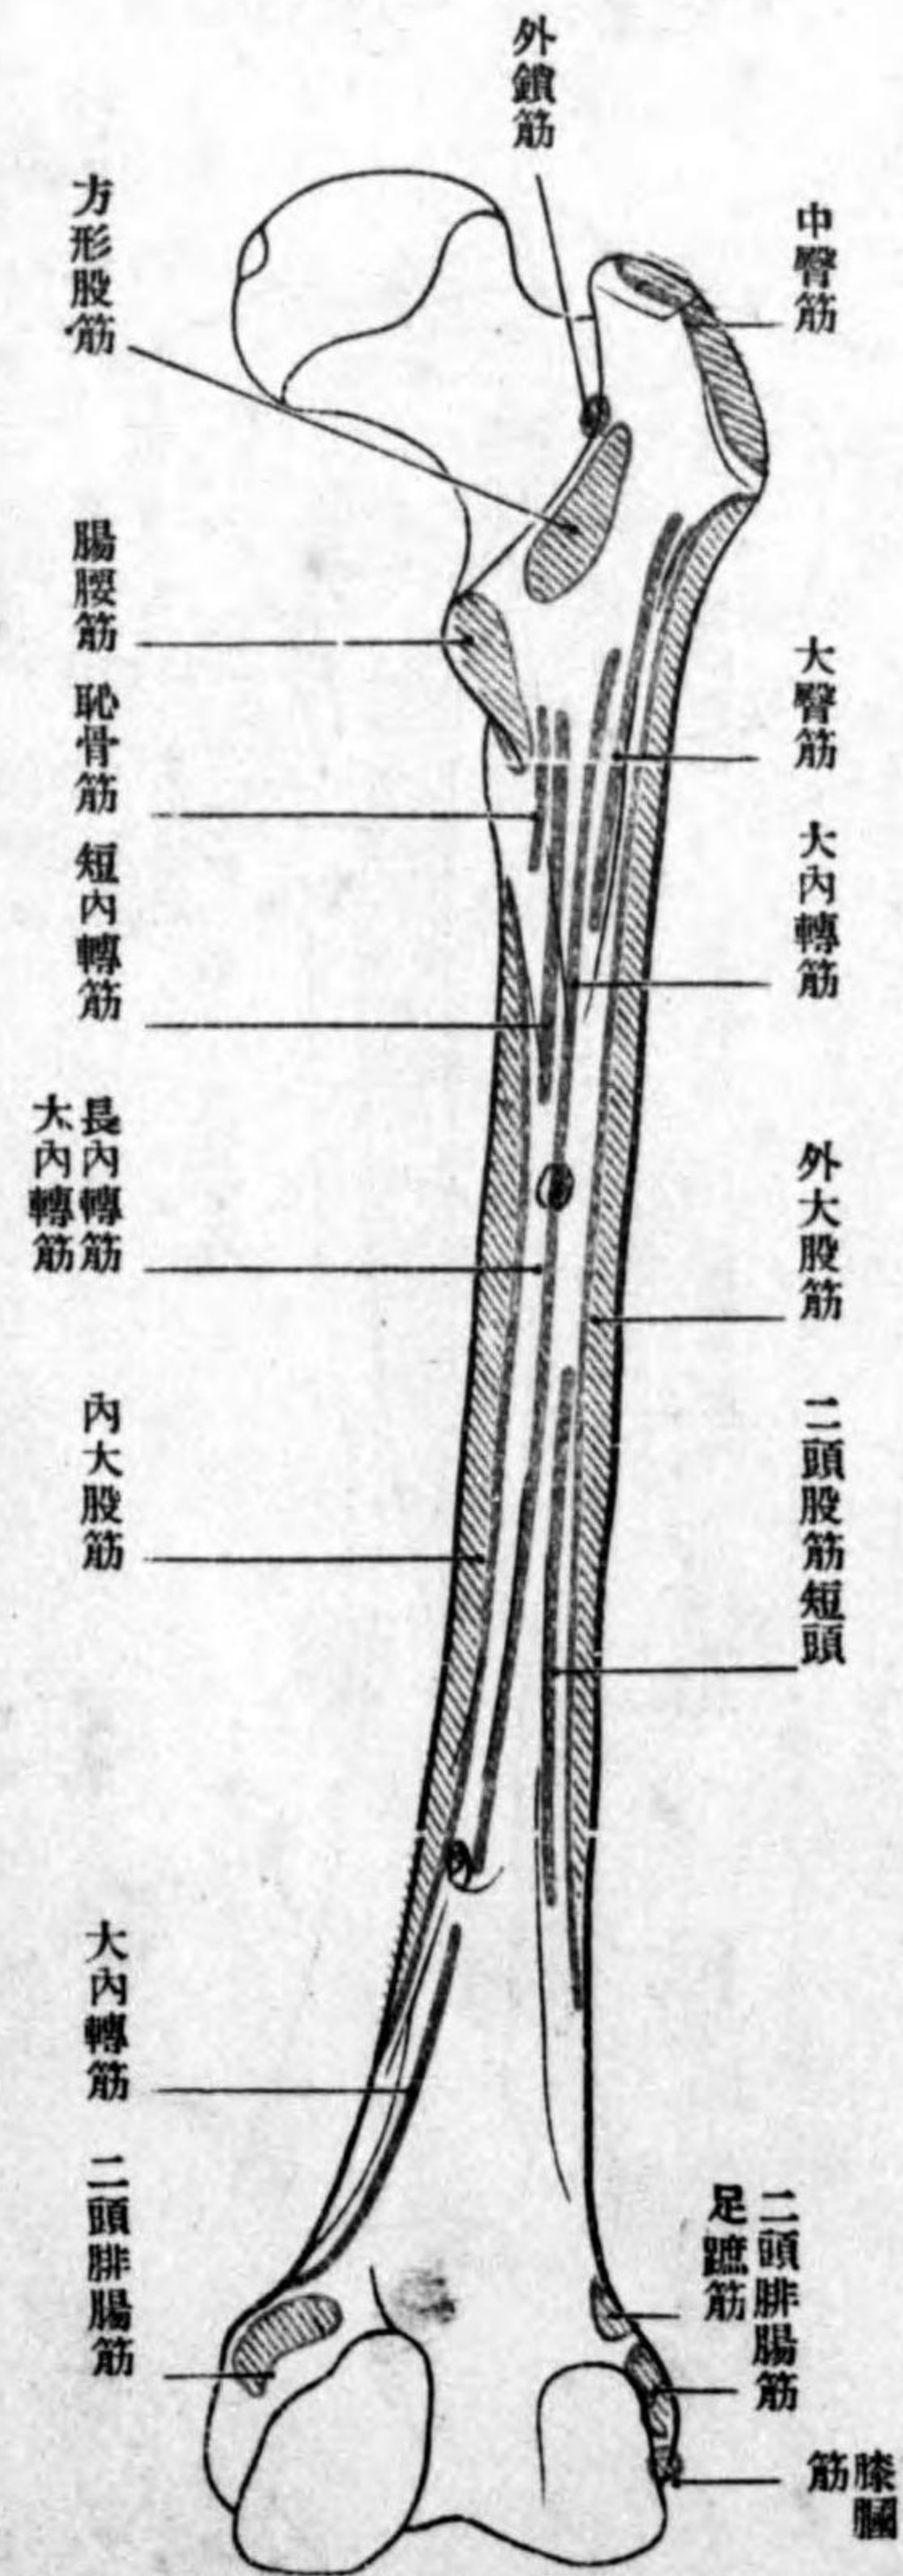 外鎖筋
中臀筋
方形股筋
腸腰筋
恥骨筋
短內轉筋
長內轉筋
大內轉筋
內大股筋
大內轉筋
二頭腓腸筋
大臀筋
大內轉筋
外大股筋
二頭股筋短頭
二頭腓腸筋
足蹠筋
膝膕
筋